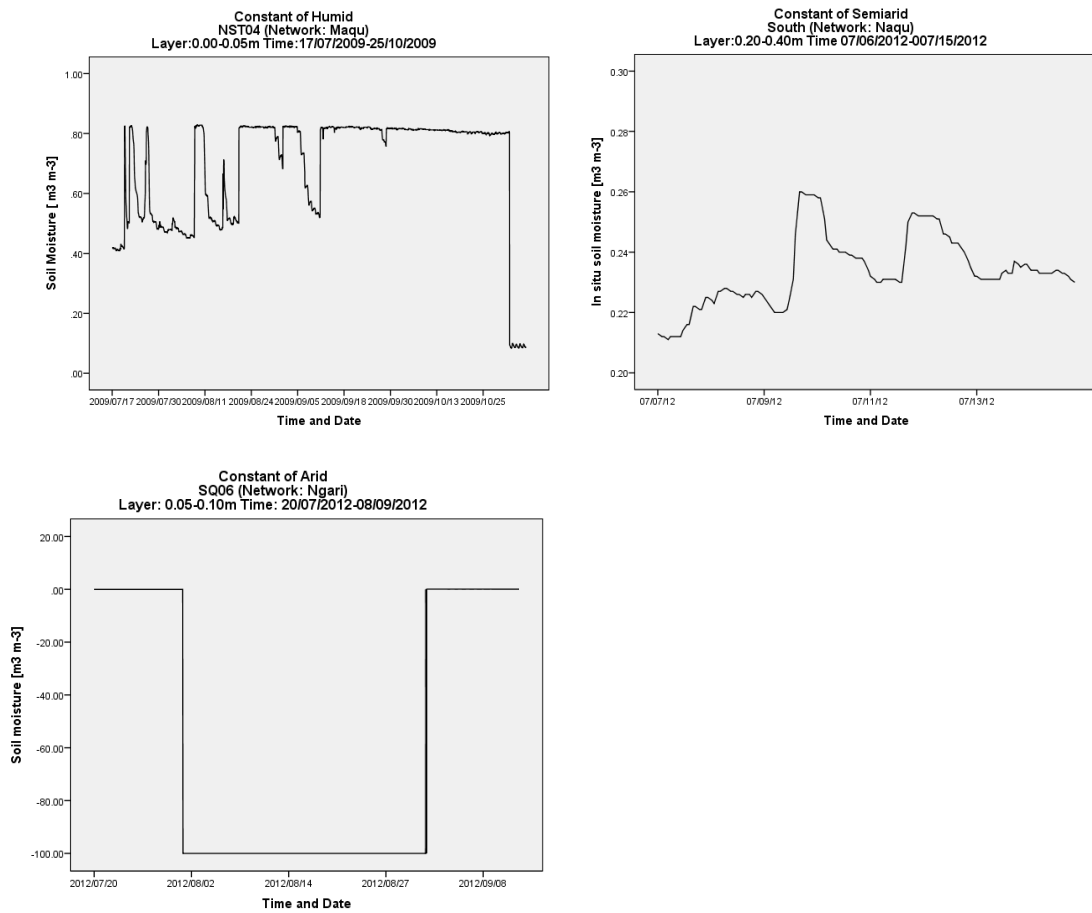 Constant of Humid
NST04 (Network: Maqu)
Layer:0.00-0.05m Time:17/07/2009-25/10/2009
1.00
.80
.60
.40
.20
.00
Soil Moisture [ m3 m-3]
2009/07/17 2009/07/30 2009/08/11 2009/08/24 2009/09/05 2009/09/18 2009/09/30 2009/10/13 2009/10/25
Time and Date
Constant of Semiarid
South (Network: Naqu)
Layer:0.20-0.40m Time 07/06/2012-007/15/2012
0.30
0.28
0.26
0.24
0.22
0.20
In situ soil moisture [m3 m-3]
07/07/12 07/09/12 07/11/12 07/13/12
Time and Date
Constant of Arid
SQ06 (Network: Ngari)
Layer: 0.05-0.10m Time: 20/07/2012-08/09/2012
20.00
.00
-20.00
-40.00
-60.00
-80.00
-100.00
Soil moisture [m3 m-3]
2012/07/20 2012/08/02 2012/08/14 2012/08/27 2012/09/08
Time and Date